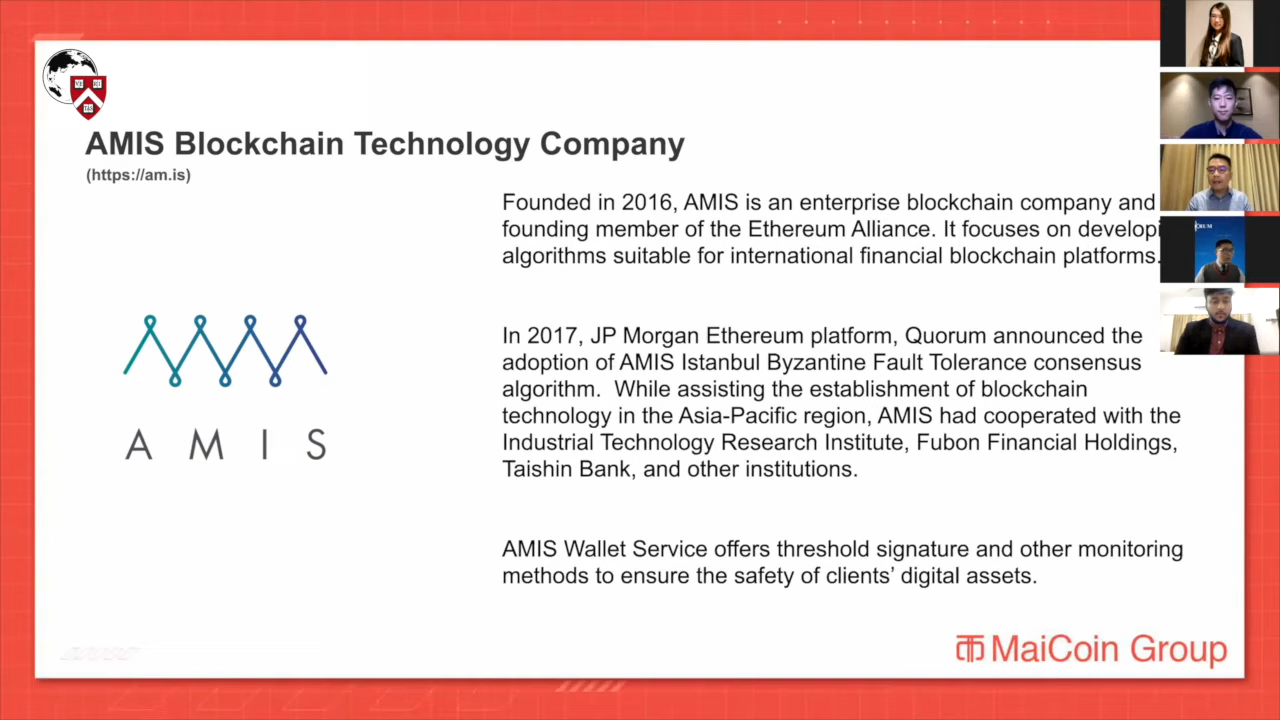 VE RI
TAS
AMIS Blockchain Technology Company
(https://am.is)
Founded in 2016, AMIS is an enterprise blockchain company and
founding member of the Ethereum Alliance. It focuses on developi
algorithms suitable for international financial blockchain platforms.
In 2017, JP Morgan Ethereum platform, Quorum announced the
adoption of AMIS Istanbul Byzantine Fault Tolerance consensus
algorithm.  While assisting the establishment of blockchain
technology in the Asia-Pacific region, AMIS had cooperated with the
Industrial Technology Research Institute, Fubon Financial Holdings,
Taishin Bank, and other institutions.
AMIS Wallet Service offers threshold signature and other monitoring
methods to ensure the safety of clients’ digital assets.
AMIS
MaiCoin Group